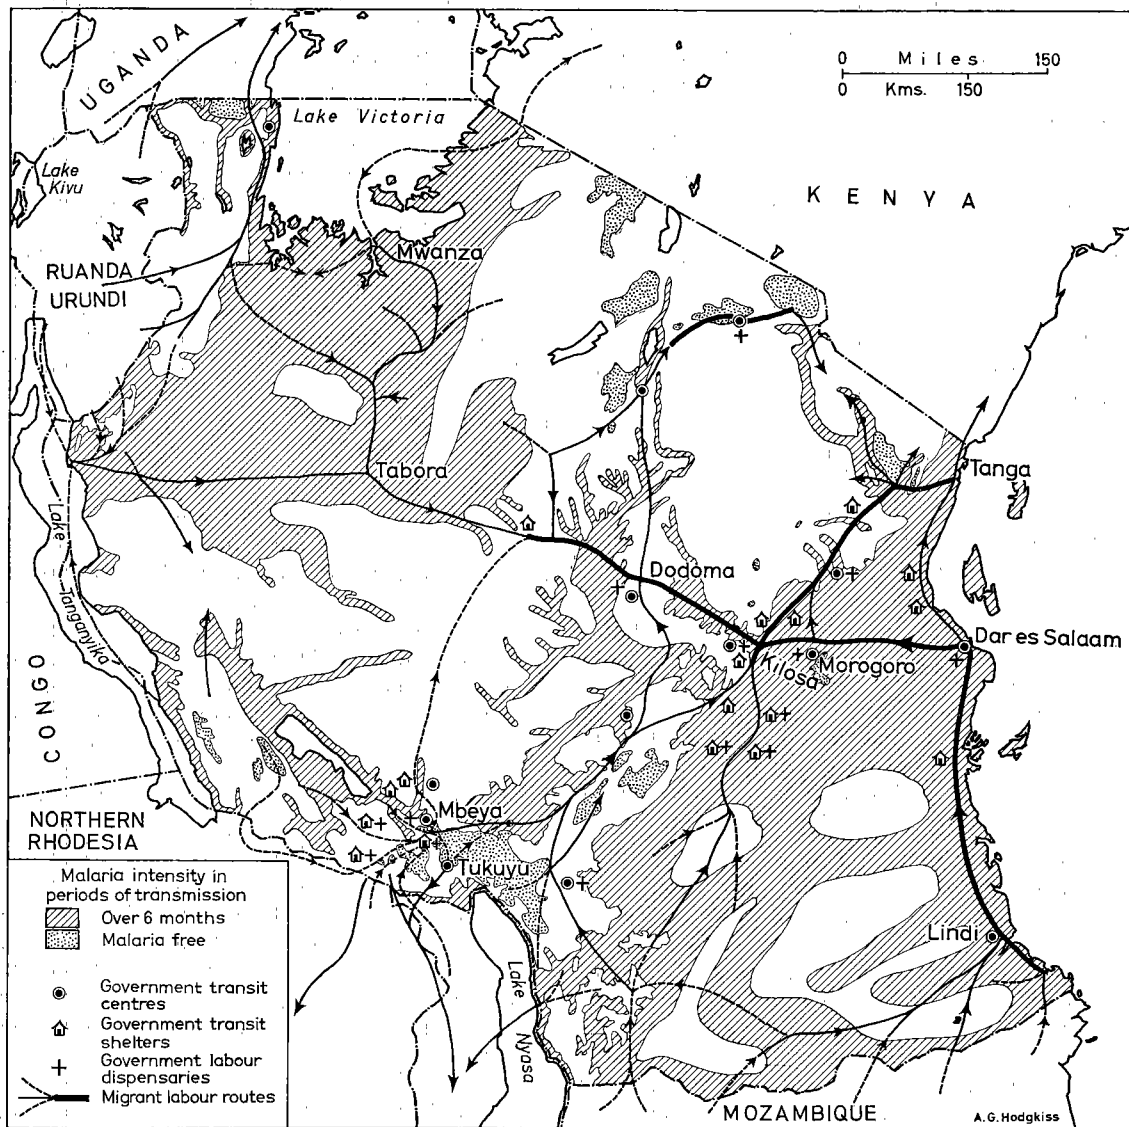 UGANDA
0 Miles 150
0 Kms. 150
Lake Victoria
Lake
Kivu
KENYA
Mwanza
RUANDA
URUNDI
Tabora
Tanga
Lake
Tanganyika
Dodoma
Dar es Salaam
Kilosa
Morogoro
CONGO
Mbeya
NORTHERN
RHODESIA
Tukuyu
Lindi
Lake
Nyasa
MOZAMBIQUE
A.G. Hodgkiss
Malaria intensity in
periods of transmission
Over 6 months
Malaria free
Government transit
centres
Government transit
shelters
Government labour
dispensaries
Migrant labour routes